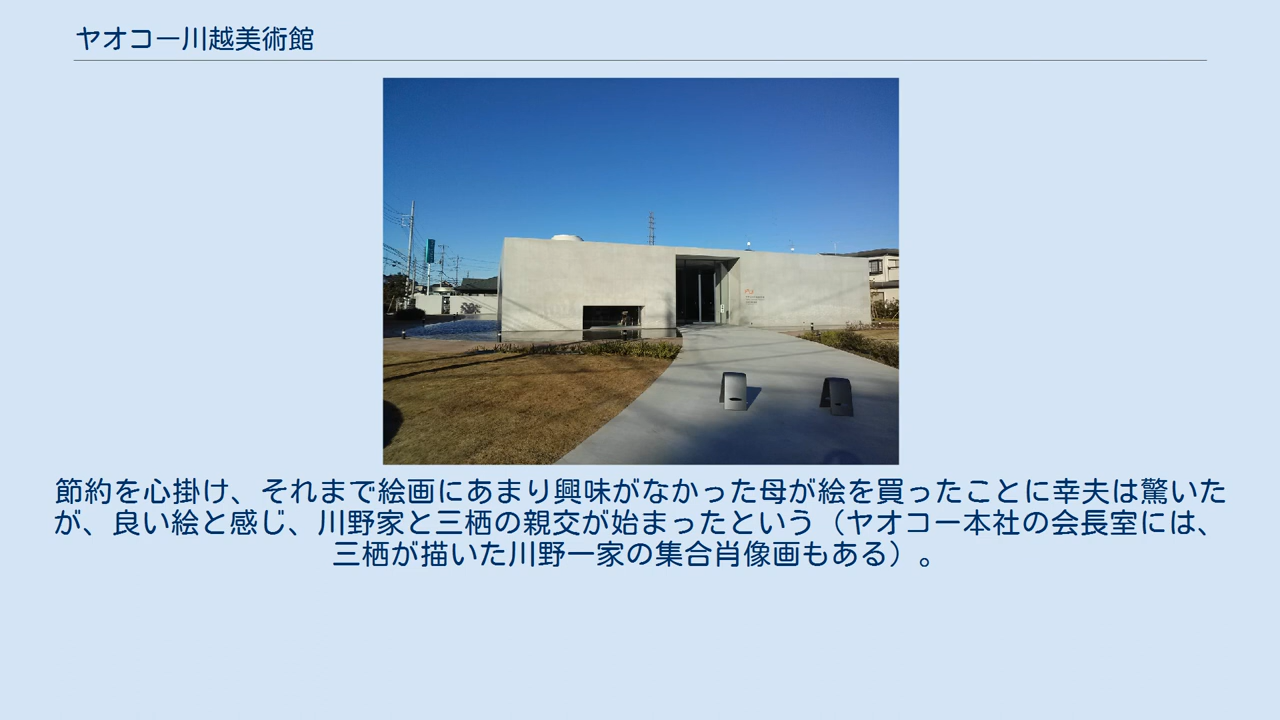 ヤオコー川越美術館
節約を心掛け、それまで絵画にあまり興味がなかった母が絵を買ったことに幸夫は驚いた
が、良い絵と感じ、川野家と三栖の親交が始まったという（ヤオコー本社の会長室には、
三栖が描いた川野一家の集合肖像画もある）。